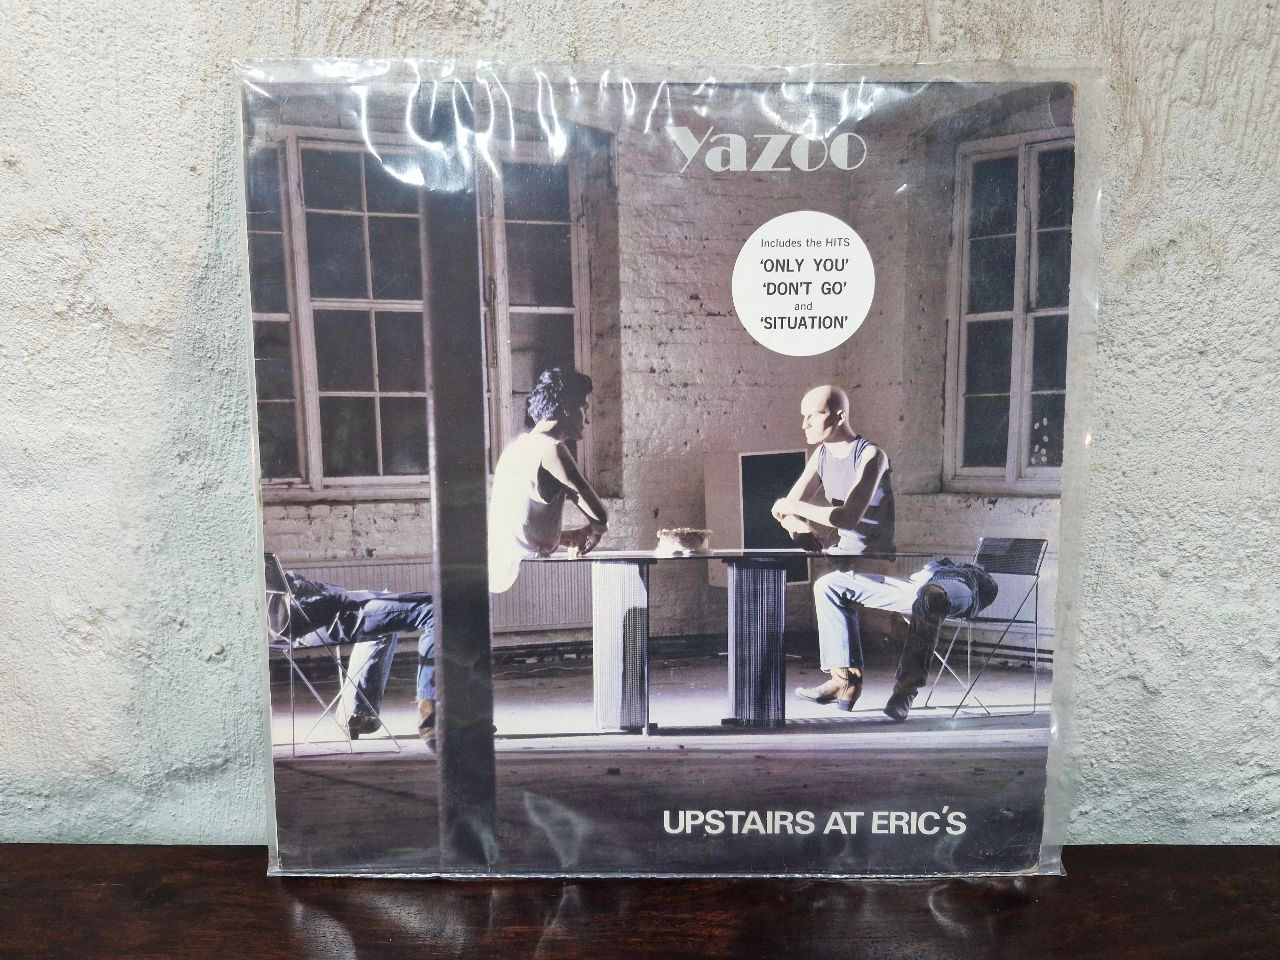 yazoo
Includes the HITS
‘ONLY YOU’
‘DON’T GO’
and
‘SITUATION’
UPSTAIRS AT ERIC’S